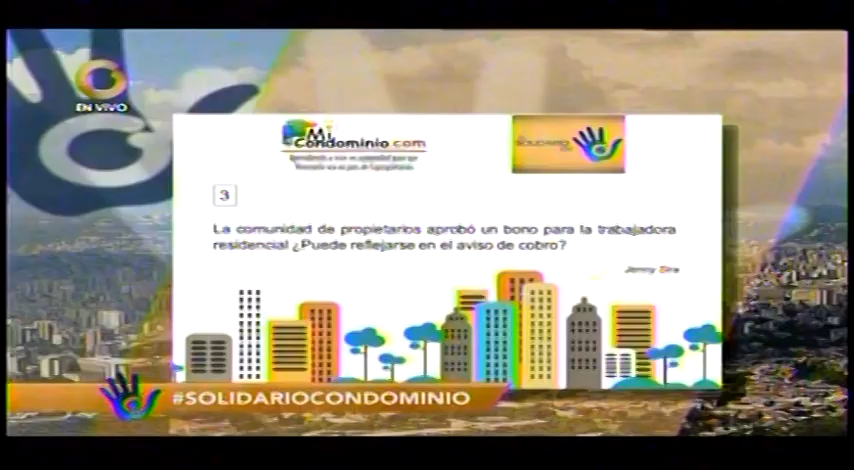 EN VIVO
Mi
Condominio.com
SOLIDARIO
3
La comunidad de propietarios aprobó un bono para la trabajadora
residencial ¿Puede reflejarse en el aviso de cobro?
Jenny
#SOLIDARIOCONDOMINIO